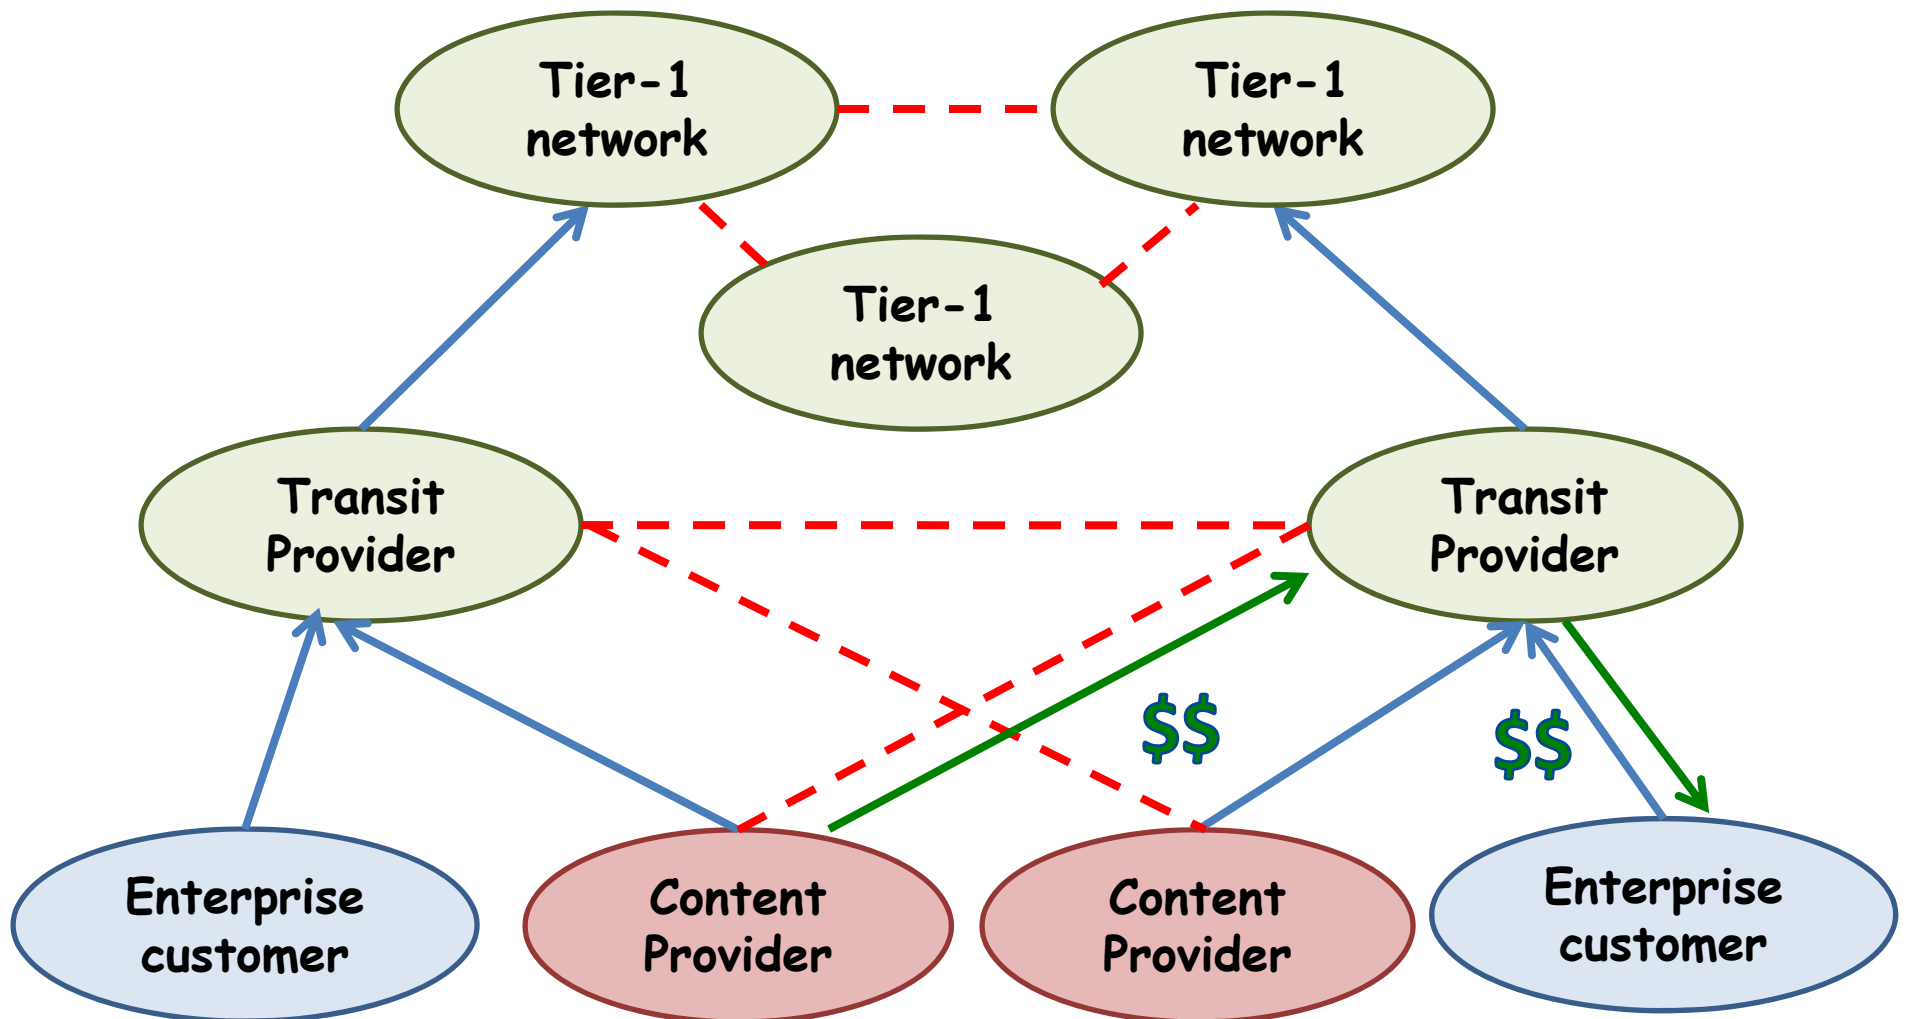 Tier-1
network
Tier-1
network
Tier-1
network
Transit
Provider
Transit
Provider
$$
$$
Enterprise
customer
Content
Provider
Content
Provider
Enterprise
customer